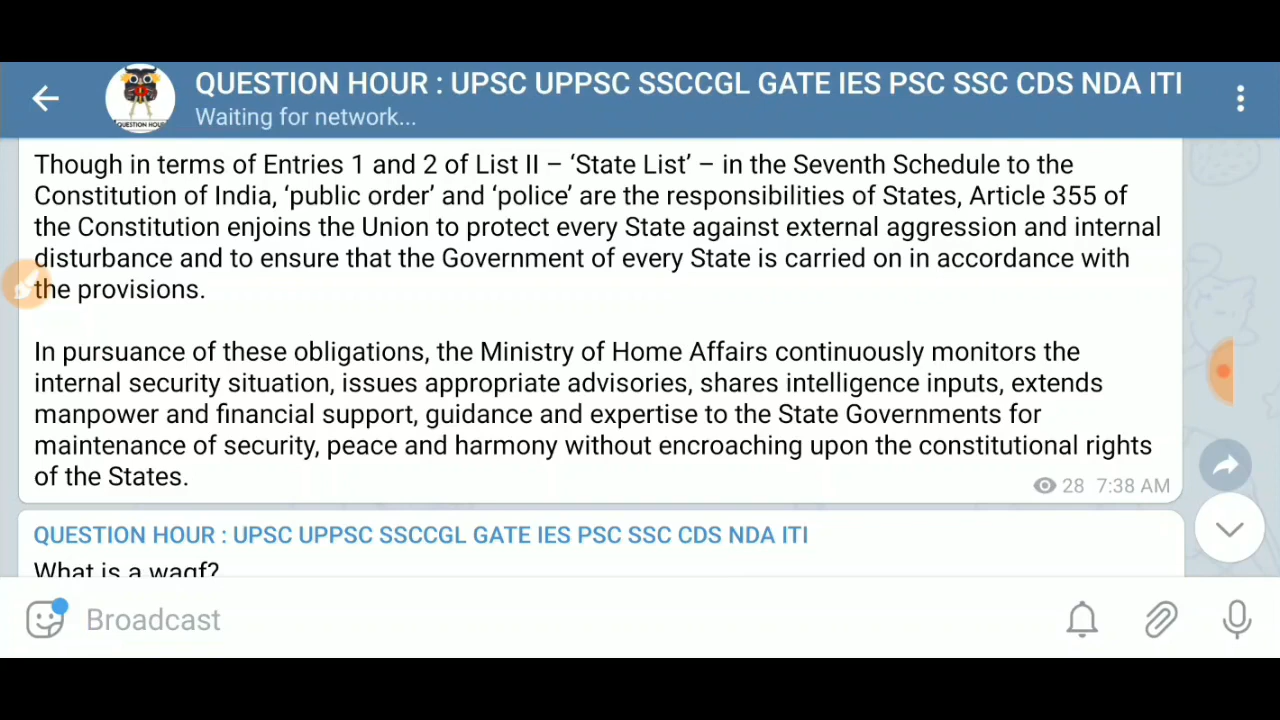 QUESTION HOUR : UPSC UPPSC SSCCGL GATE IES PSC SSC CDS NDA ITI
Waiting for network...
QUESTION HOUR
Though in terms of Entries 1 and 2 of List II – ‘State List’ – in the Seventh Schedule to the
Constitution of India, ‘public order’ and ‘police’ are the responsibilities of States, Article 355 of
the Constitution enjoins the Union to protect every State against external aggression and internal
disturbance and to ensure that the Government of every State is carried on in accordance with
the provisions.
In pursuance of these obligations, the Ministry of Home Affairs continuously monitors the
internal security situation, issues appropriate advisories, shares intelligence inputs, extends
manpower and financial support, guidance and expertise to the State Governments for
maintenance of security, peace and harmony without encroaching upon the constitutional rights
of the States.
28 7:38 AM
QUESTION HOUR : UPSC UPPSC SSCCGL GATE IES PSC SSC CDS NDA ITI
What is a waqf?
Broadcast